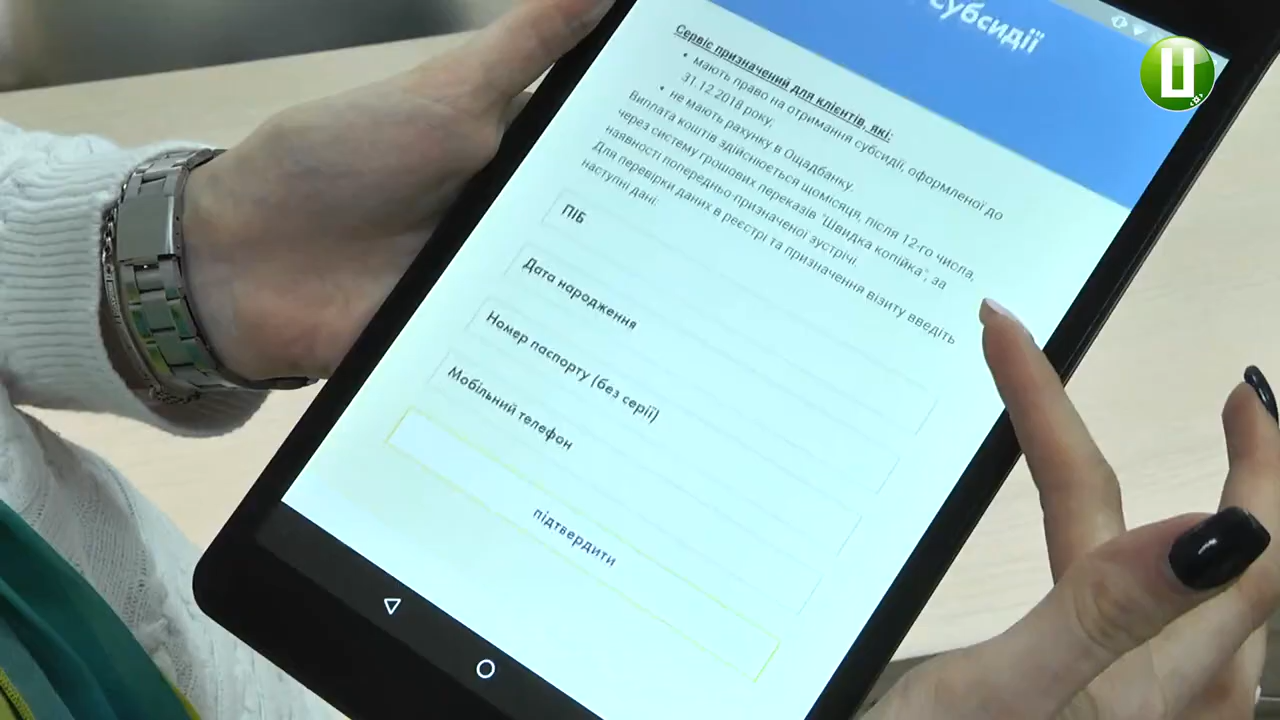 Субсидії
Ц
Сервіс призначений для клієнтів, які:
• мають право на отримання субсидії, оформленої до
31.12.2018 року;
• не мають рахунку в Ощадбанку.
Виплата коштів здійснюється щомісяця, після 12-го числа,
через систему грошових переказів "Швидка копійка", за
наявності попередньо призначеної зустрічі.
Для перевірки даних в реєстрі та призначення візиту введіть
наступні дані:
ПІБ
Дата народження
Номер паспорту (без серії)
Мобільний телефон
підтвердити